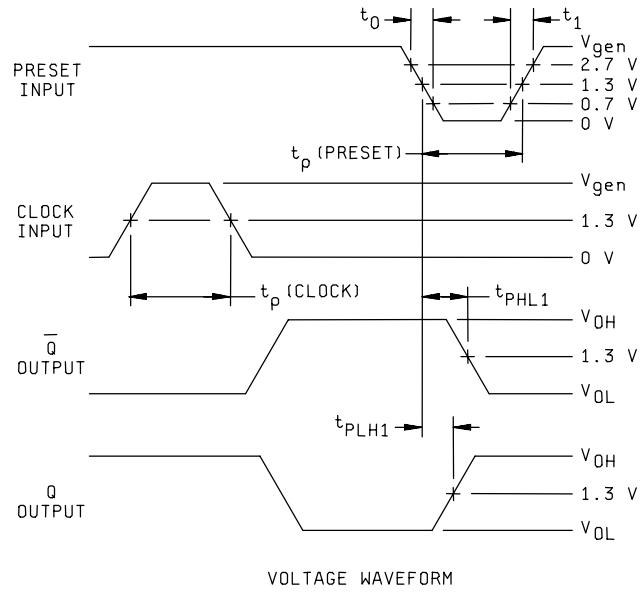 t0
t1
PRESET
INPUT
Vgen
2.7 V
1.3 V
0.7 V
0 V
tp (PRESET)
CLOCK
INPUT
Vgen
1.3 V
0 V
tp (CLOCK)
tPHL1
Q̅
OUTPUT
VOH
1.3 V
VOL
tPLH1
Q
OUTPUT
VOH
1.3 V
VOL
VOLTAGE WAVEFORM